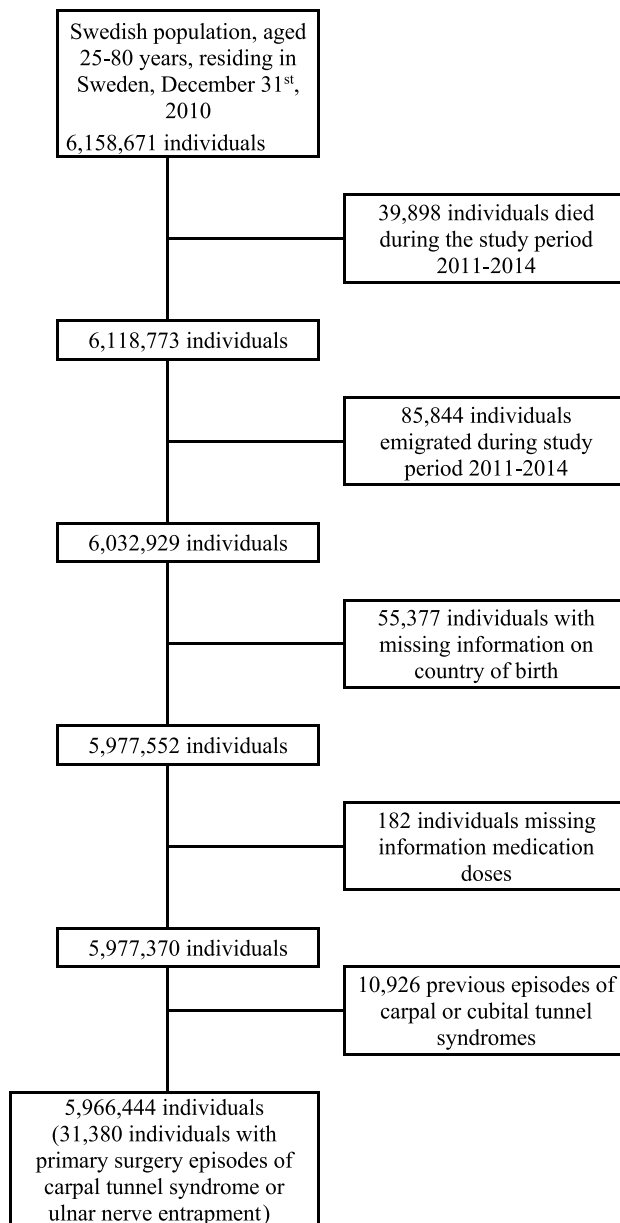 Swedish population, aged
25-80 years, residing in
Sweden, December 31st,
2010
6,158,671 individuals
39,898 individuals died
during the study period
2011-2014
6,118,773 individuals
85,844 individuals
emigrated during study
period 2011-2014
6,032,929 individuals
55,377 individuals with
missing information on
country of birth
5,977,552 individuals
182 individuals missing
information medication
doses
5,977,370 individuals
10,926 previous episodes of
carpal or cubital tunnel
syndromes
5,966,444 individuals
(31,380 individuals with
primary surgery episodes of
carpal tunnel syndrome or
ulnar nerve entrapment)